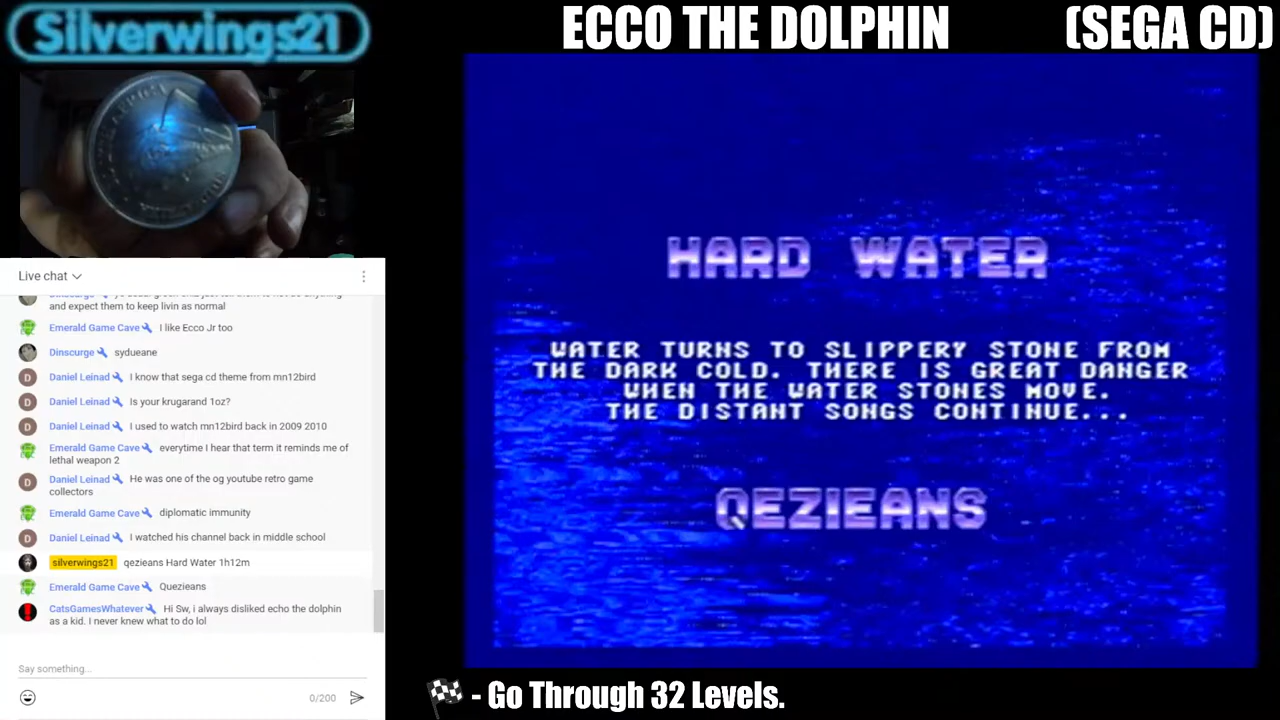 Silverwings21
ECCO THE DOLPHIN (SEGA CD)
Live chat
and expect them to keep livin as normal
Emerald Game Cave I like Ecco Jr too
Dinscurge sydueane
Daniel Leinad I know that sega cd theme from mn12bird
Daniel Leinad Is your krugarand 1oz?
Daniel Leinad I used to watch mn12bird back in 2009 2010
Emerald Game Cave everytime I hear that term it reminds me of
lethal weapon 2
Daniel Leinad He was one of the og youtube retro game
collectors
Emerald Game Cave diplomatic immunity
Daniel Leinad I watched his channel back in middle school
silverwings21 qezieans Hard Water 1h12m
Emerald Game Cave Quezieans
CatsGamesWhatever Hi Sw, i always disliked echo the dolphin
as a kid. I never knew what to do lol
Say something...
0/200
HARD WATER
WATER TURNS TO SLIPPERY STONE FROM
THE DARK COLD. THERE IS GREAT DANGER
WHEN THE WATER STONES MOVE.
THE DISTANT SONGS CONTINUE...
QEZIEANS
- Go Through 32 Levels.